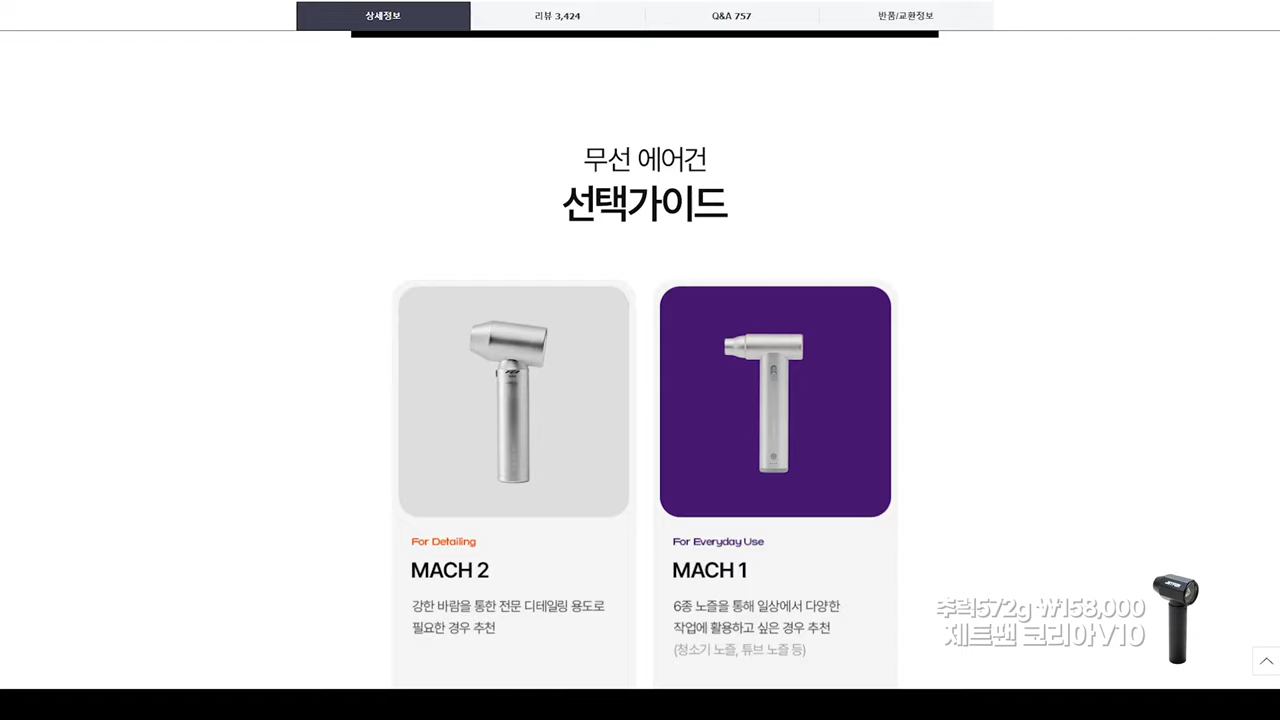 상세정보
리뷰 3,424
Q&A 757
반품/교환정보
무선 에어건
선택가이드
For Detailing
MACH 2
강한 바람을 통한 전문 디테일링 용도로
필요한 경우 추천
For Everyday Use
MACH 1
6종 노즐을 통해 일상에서 다양한
작업에 활용하고 싶은 경우 추천
(청소기 노즐, 튜브 노즐 등)
추력572g ₩158,000
제트팬 코리아V10